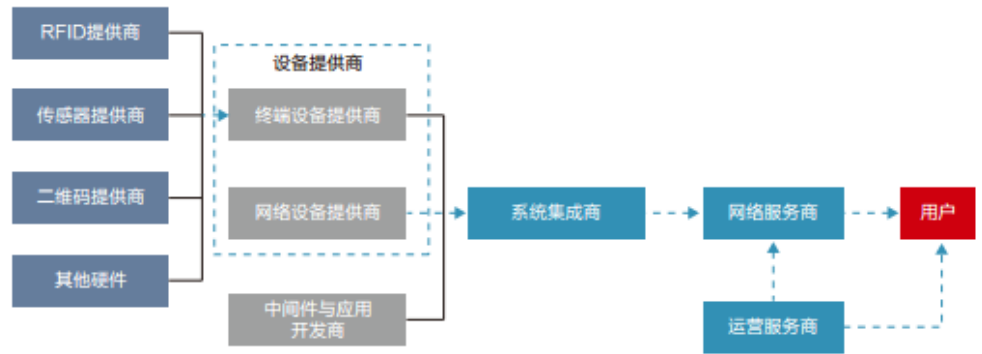 RFID提供商
传感器提供商
二维码提供商
其他硬件
设备提供商
终端设备提供商
网络设备提供商
中间件与应用
开发商
系统集成商
网络服务商
运营服务商
用户